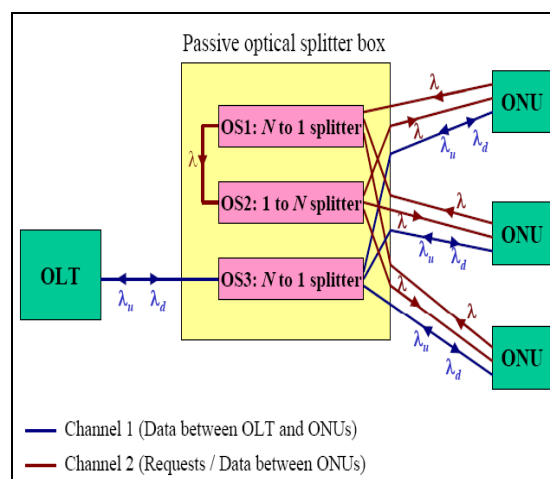 Passive optical splitter box
λ
ONU
λ
OS1: N to 1 splitter
λu λd
λ
λ
OS2: 1 to N splitter
λ
ONU
OLT
OS3: N to 1 splitter
λu λd
λu λd
λ
λ
λu
λd
ONU
Channel 1 (Data between OLT and ONUs)
Channel 2 (Requests / Data between ONUs)